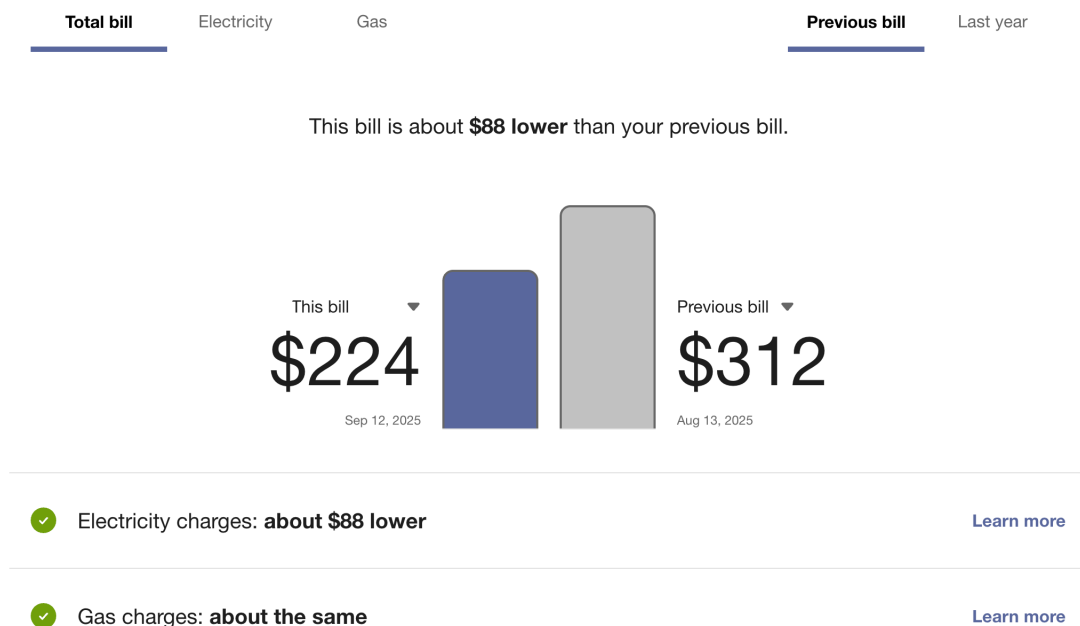 Total bill Electricity Gas Previous bill Last year
This bill is about $88 lower than your previous bill.
This bill Previous bill
$224 $312
Sep 12, 2025 Aug 13, 2025
Electricity charges: about $88 lower Learn more
Gas charges: about the same Learn more